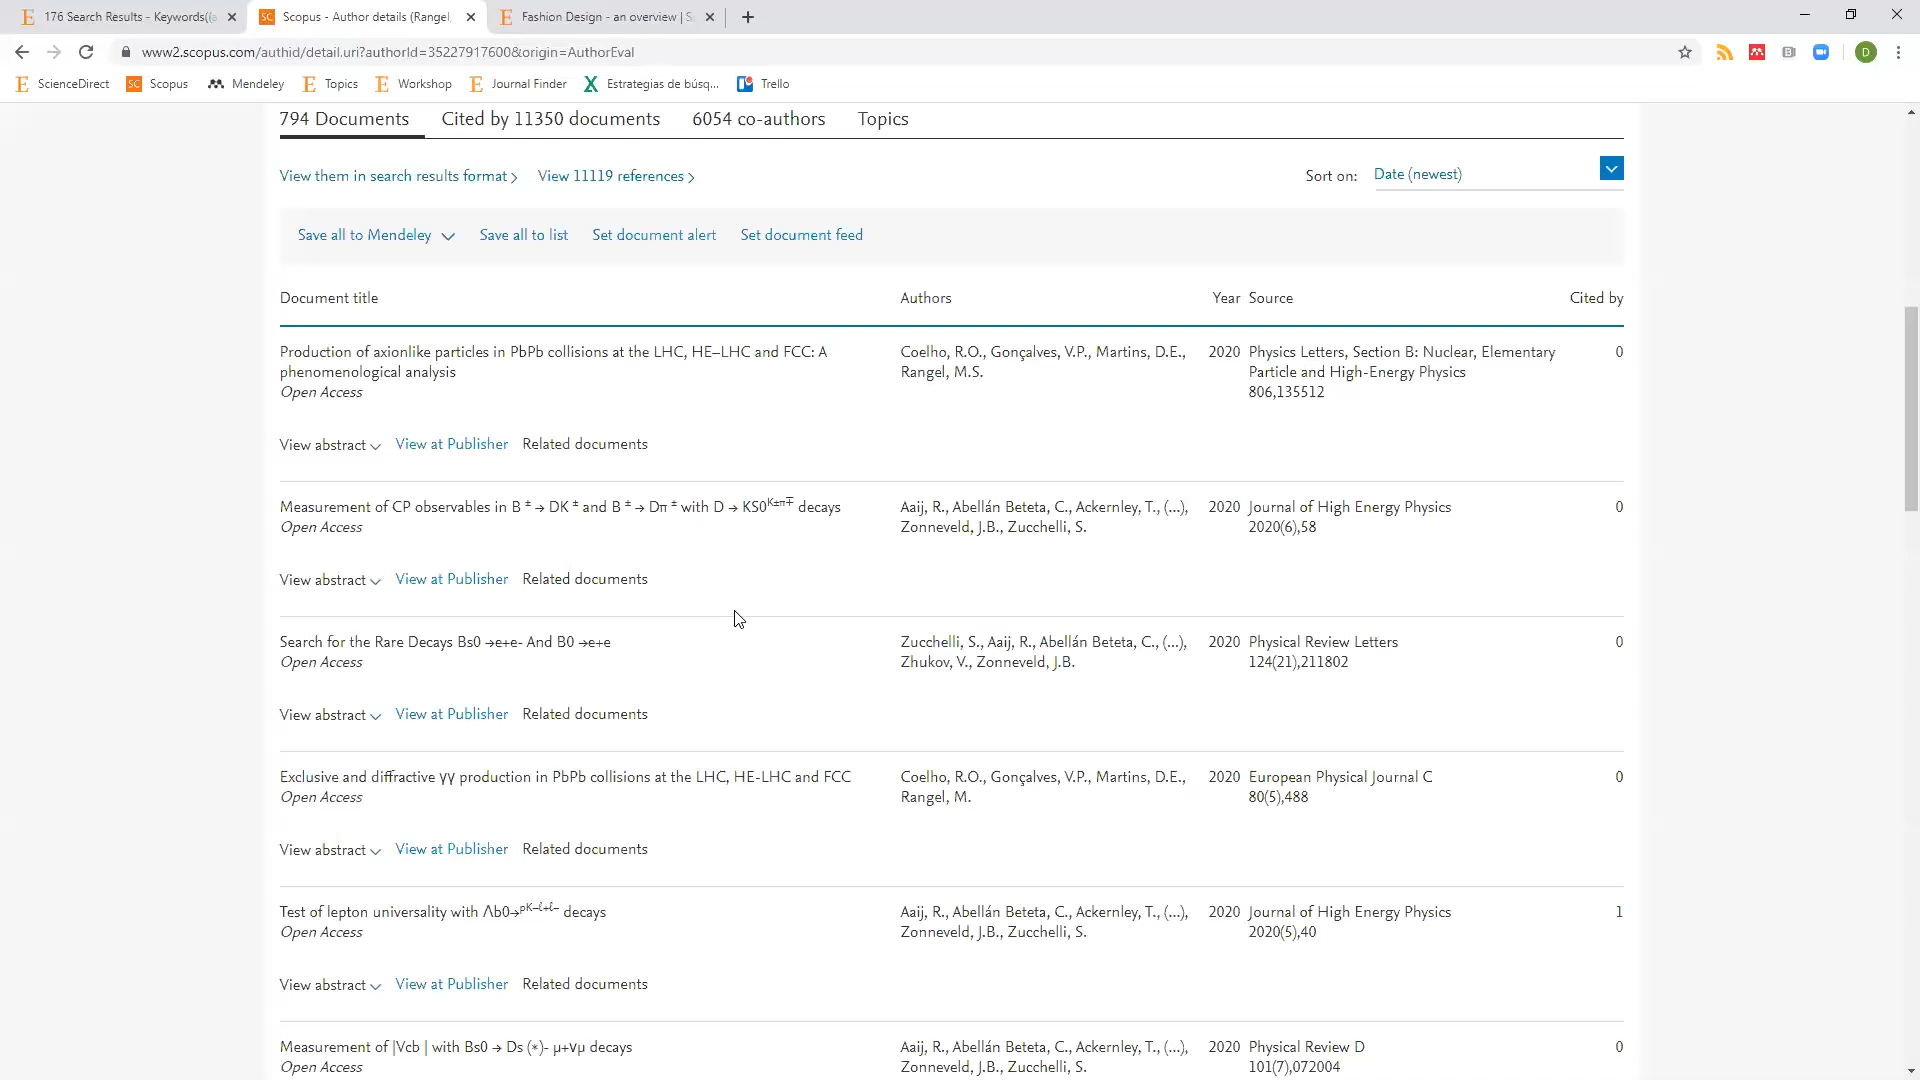 176 Search Results - Keywords((a
Scopus - Author details (Rangel,
Fashion Design - an overview | S
www2.scopus.com/authid/detail.uri?authorId=35227917600&origin=AuthorEval
ScienceDirect Scopus Mendeley Topics Workshop Journal Finder Estrategias de búsq... Trello
794 Documents Cited by 11350 documents 6054 co-authors Topics
View them in search results format > View 11119 references > Sort on: Date (newest)
Save all to Mendeley Save all to list Set document alert Set document feed
Document title Authors Year Source Cited by
Production of axionlike particles in PbPb collisions at the LHC, HE–LHC and FCC: A Coelho, R.O., Gonçalves, V.P., Martins, D.E., 2020 Physics Letters, Section B: Nuclear, Elementary 0
phenomenological analysis Rangel, M.S. Particle and High-Energy Physics
Open Access 806,135512
View abstract View at Publisher Related documents
Measurement of CP observables in B ± → DK ± and B ± → Dπ ± with D → KS0K±π∓ decays Aaij, R., Abellán Beteta, C., Ackernley, T., (...), 2020 Journal of High Energy Physics 0
Open Access Zonneveld, J.B., Zucchelli, S. 2020(6),58
View abstract View at Publisher Related documents
Search for the Rare Decays Bs0 →e+e- And B0 →e+e Zucchelli, S., Aaij, R., Abellán Beteta, C., (...), 2020 Physical Review Letters 0
Open Access Zhukov, V., Zonneveld, J.B. 124(21),211802
View abstract View at Publisher Related documents
Exclusive and diffractive γγ production in PbPb collisions at the LHC, HE-LHC and FCC Coelho, R.O., Gonçalves, V.P., Martins, D.E., 2020 European Physical Journal C 0
Open Access Rangel, M. 80(5),488
View abstract View at Publisher Related documents
Test of lepton universality with Λb0→pK−ℓ+ℓ− decays Aaij, R., Abellán Beteta, C., Ackernley, T., (...), 2020 Journal of High Energy Physics 1
Open Access Zonneveld, J.B., Zucchelli, S. 2020(5),40
View abstract View at Publisher Related documents
Measurement of |Vcb | with Bs0 → Ds (∗)- μ+νμ decays Aaij, R., Abellán Beteta, C., Ackernley, T., (...), 2020 Physical Review D 0
Open Access Zonneveld, J.B., Zucchelli, S. 101(7),072004